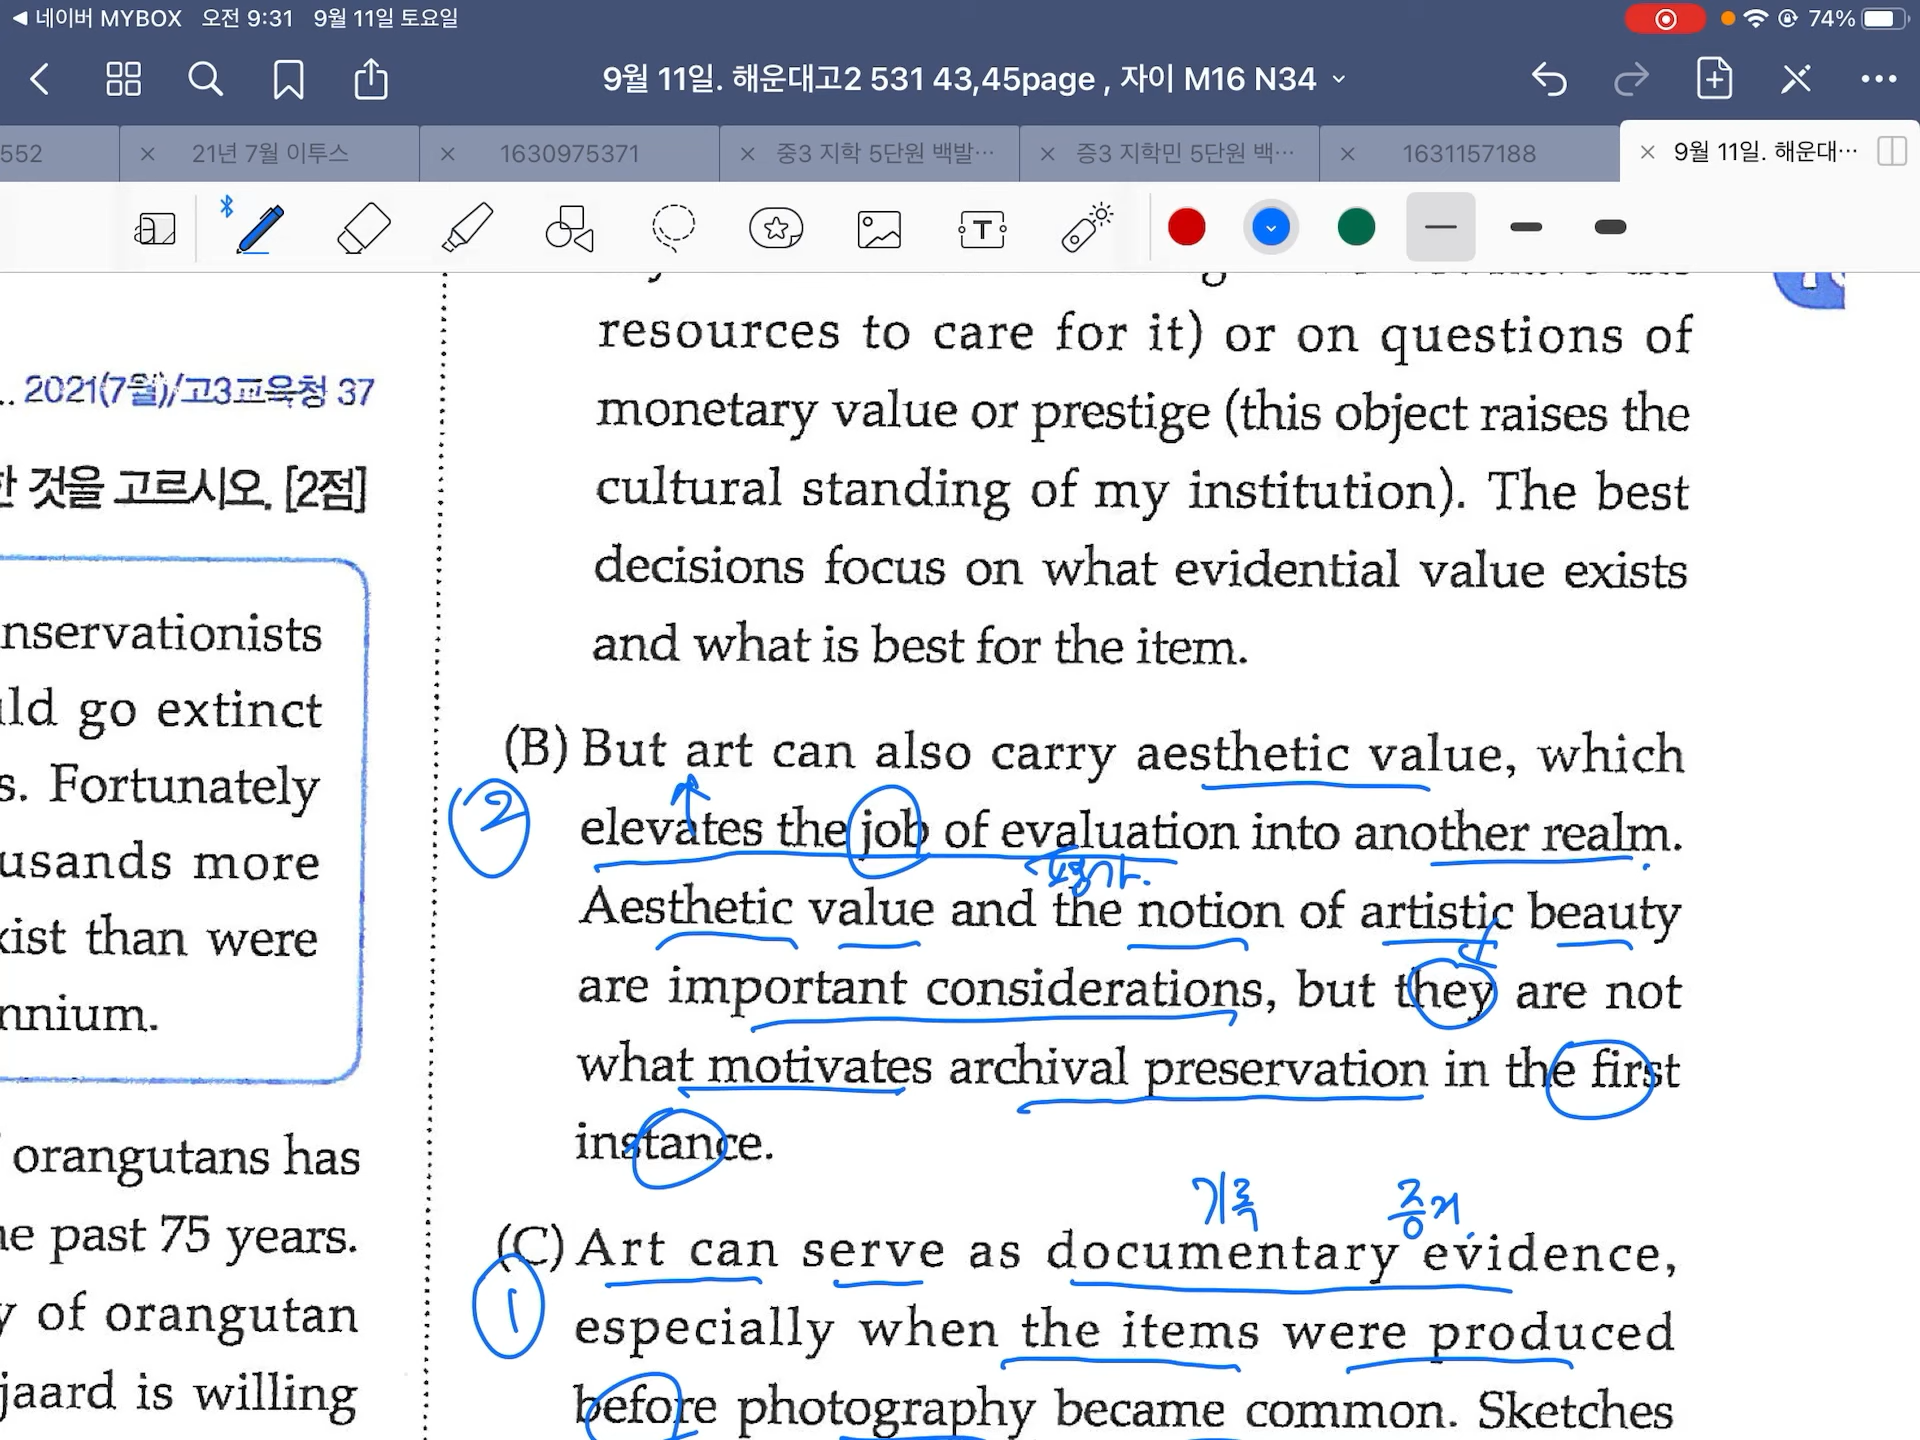 네이버 MYBOX 오전 9:31 9월 11일 토요일
74%
9월 11일. 해운대고2 531 43,45page , 자이 M16 N34
552
21년 7월 이투스
1630975371
중3 지학 5단원 백발…
증3 지학민 5단원 백…
1631157188
9월 11일. 해운대…
.. 2021(7월)/고3교육청 37
한 것을 고르시오. [2점]
nservationists
uld go extinct
s. Fortunately
usands more
xist than were
nnium.
orangutans has
ne past 75 years.
y of orangutan
jaard is willing
resources to care for it) or on questions of
monetary value or prestige (this object raises the
cultural standing of my institution). The best
decisions focus on what evidential value exists
and what is best for the item.
(B) But art can also carry aesthetic value, which
2
elevates the job of evaluation into another realm.
평가.
Aesthetic value and the notion of artistic beauty
are important considerations, but they are not
what motivates archival preservation in the first
instance.
기록 증거
(C) Art can serve as documentary evidence,
1
especially when the items were produced
before photography became common. Sketches